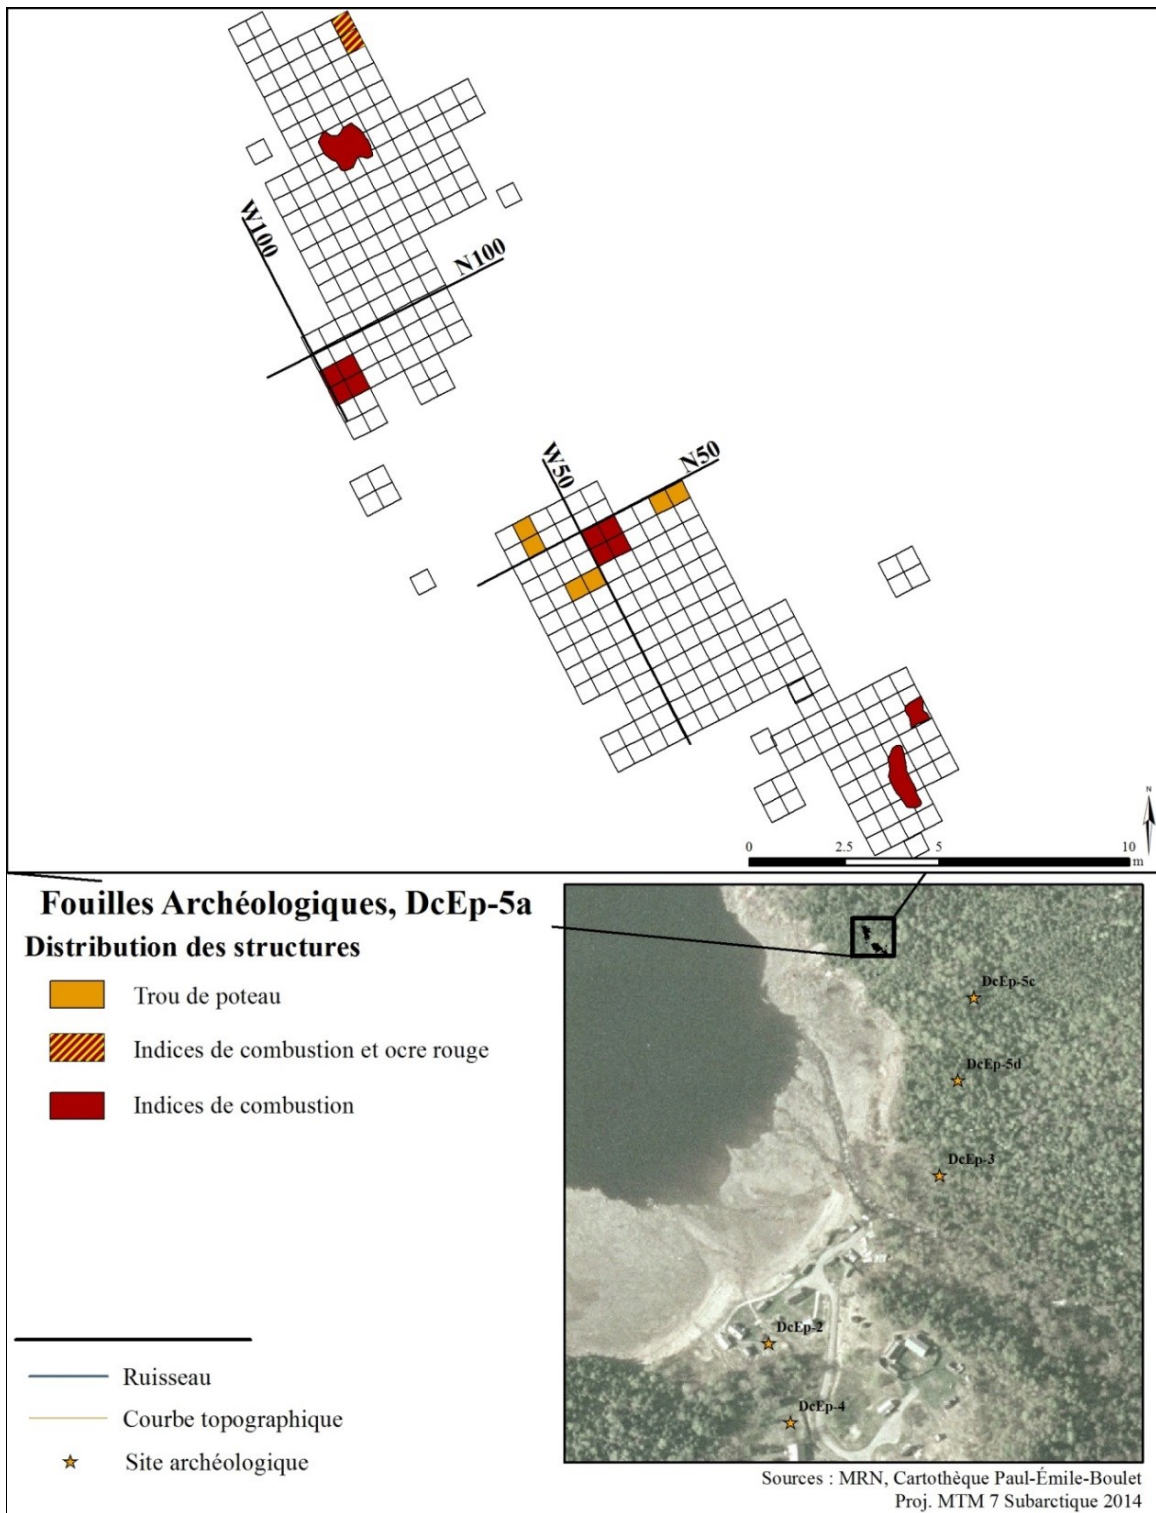 W100
N100
W50
N50
N
0 2.5 5 10
m
Fouilles Archéologiques, DcEp-5a
Distribution des structures
Trou de poteau
Indices de combustion et ocre rouge
Indices de combustion
Ruisseau
Courbe topographique
Site archéologique
DcEp-5c
DcEp-5d
DcEp-3
DcEp-2
DcEp-4
Sources : MRN, Cartothèque Paul-Émile-Boulet
Proj. MTM 7 Subarctique 2014